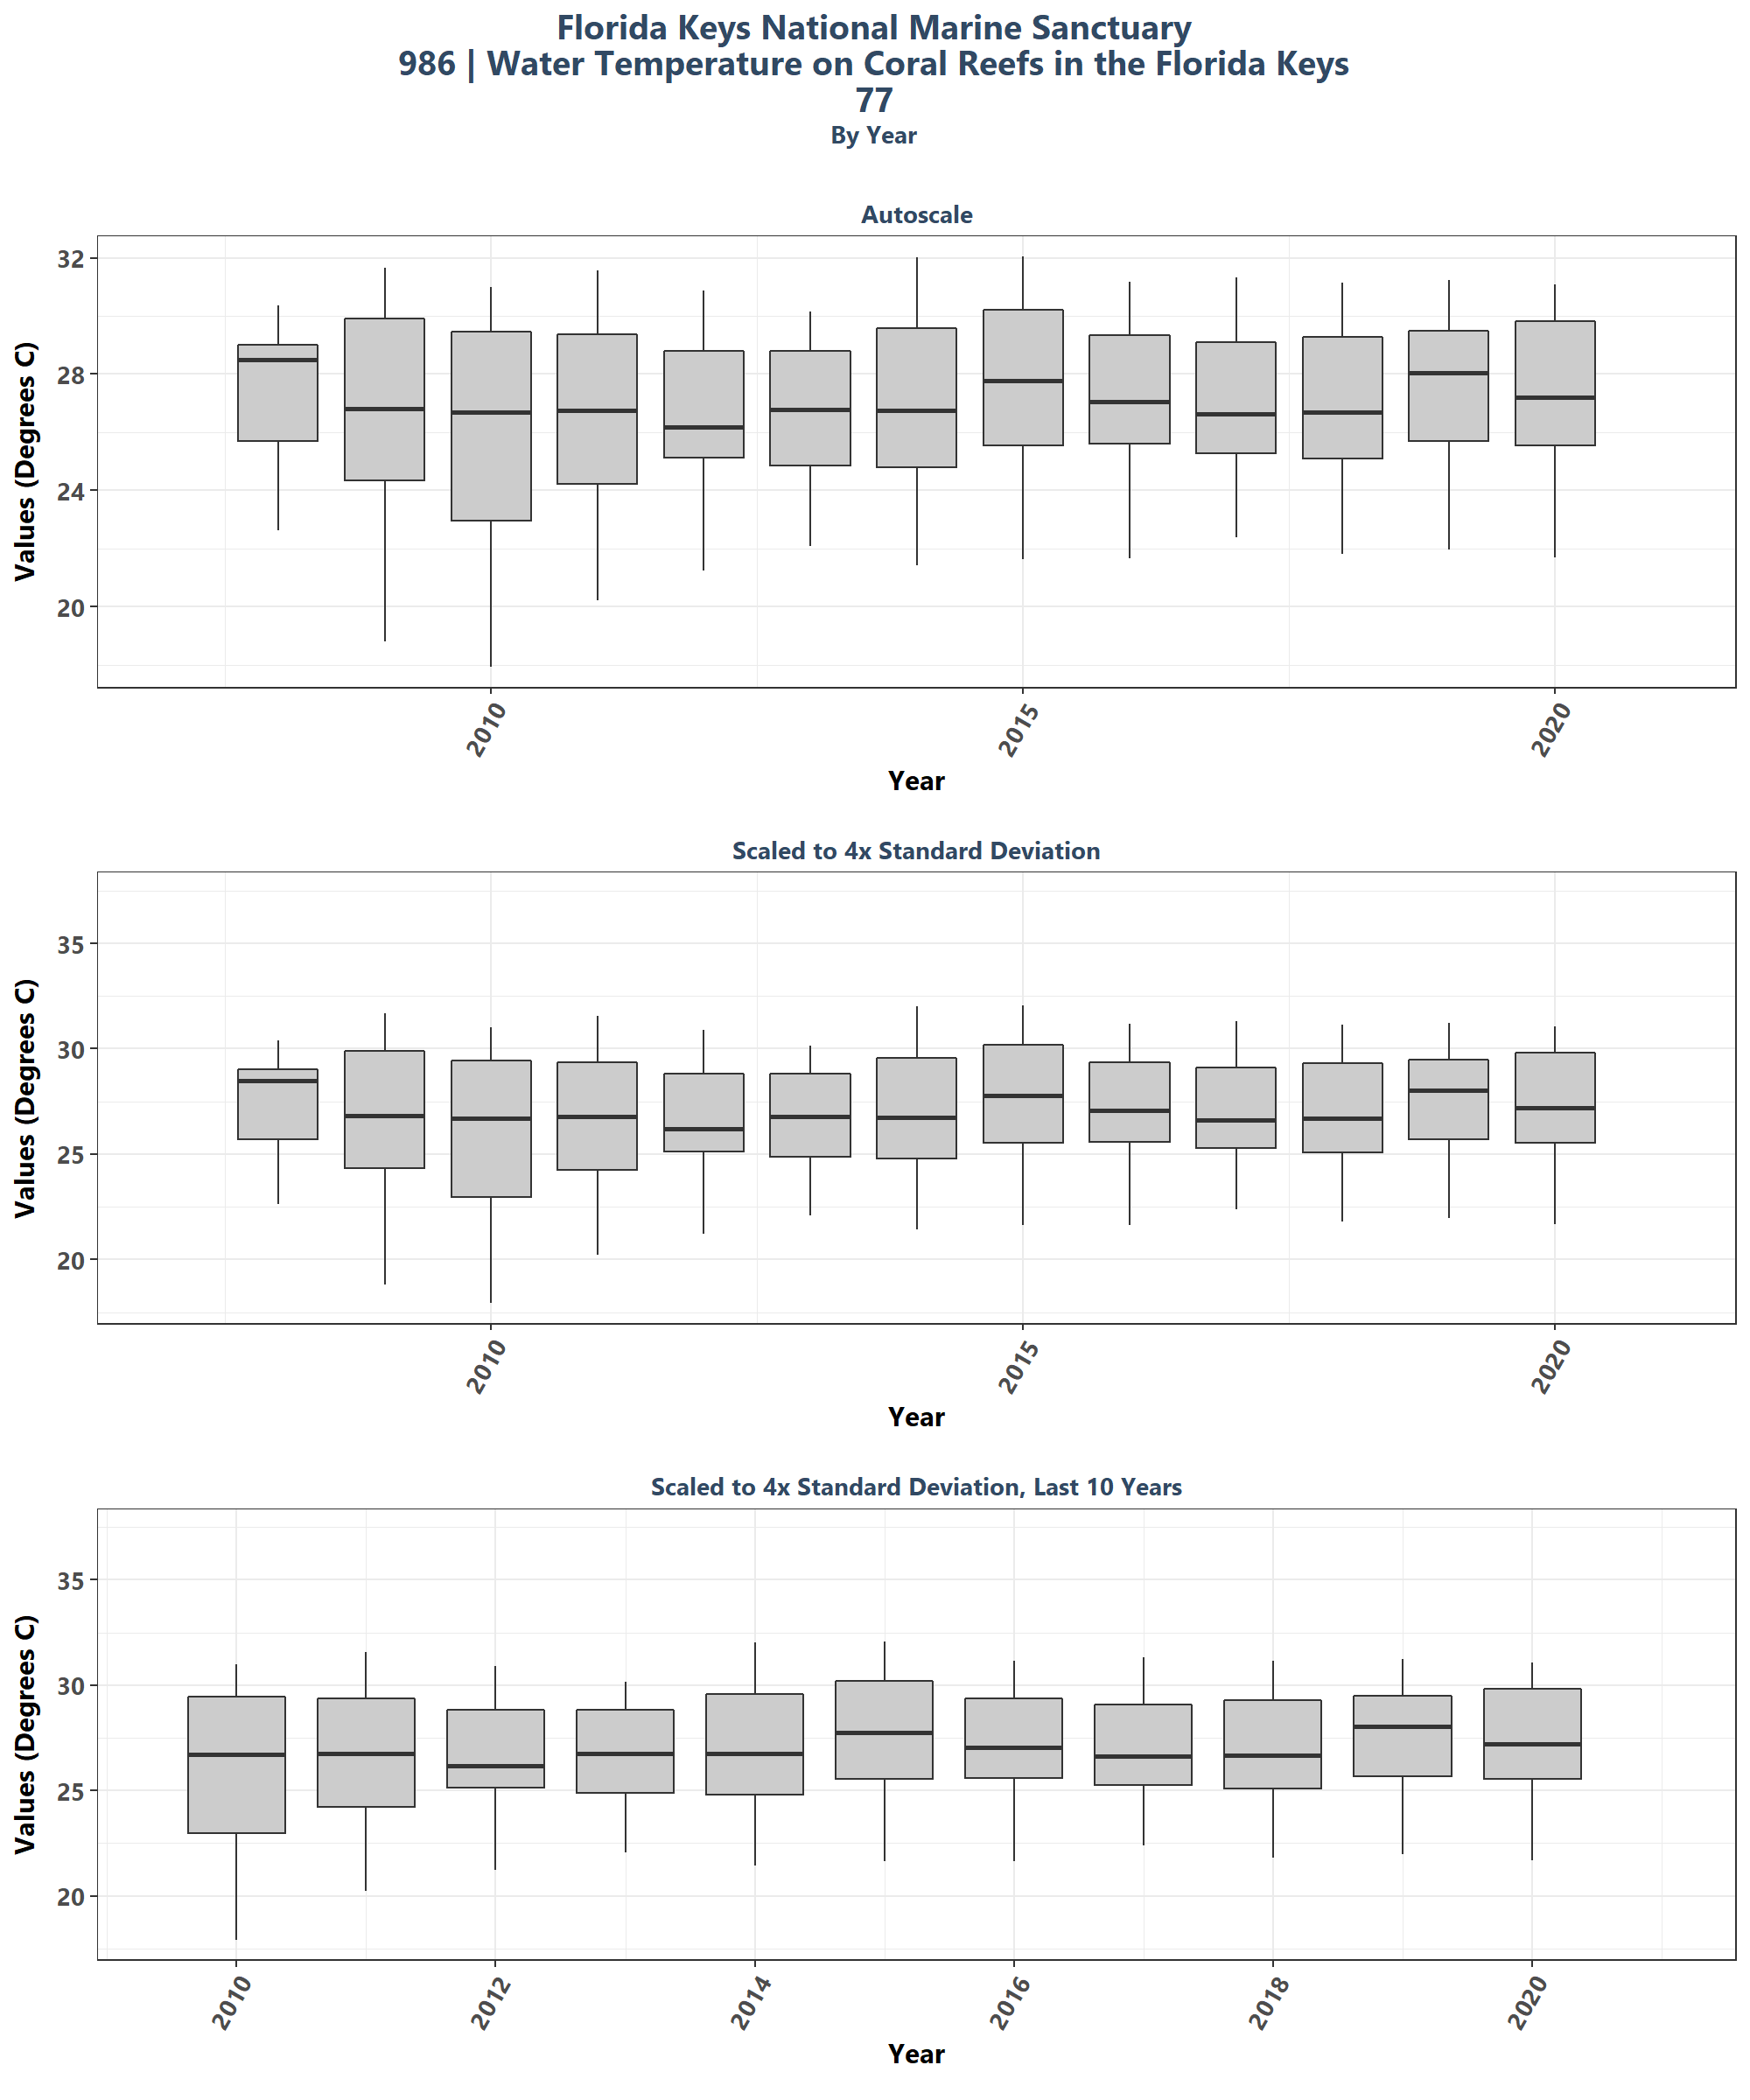 Florida Keys National Marine Sanctuary
986 | Water Temperature on Coral Reefs in the Florida Keys
77
By Year
Autoscale
Values (Degrees C)
32
28
24
20
2010
2015
2020
Year
Scaled to 4x Standard Deviation
Values (Degrees C)
35
30
25
20
2010
2015
2020
Year
Scaled to 4x Standard Deviation, Last 10 Years
Values (Degrees C)
35
30
25
20
2010
2012
2014
2016
2018
2020
Year